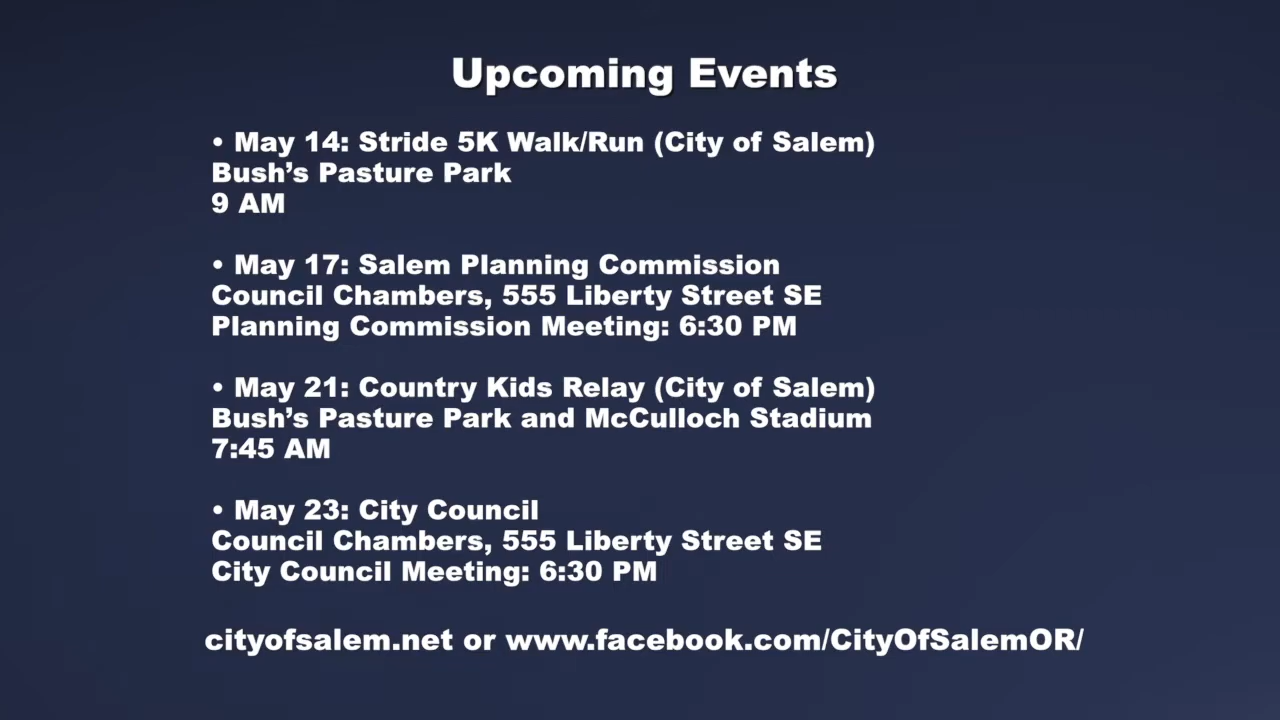 Upcoming Events
• May 14: Stride 5K Walk/Run (City of Salem)
Bush’s Pasture Park
9 AM
• May 17: Salem Planning Commission
Council Chambers, 555 Liberty Street SE
Planning Commission Meeting: 6:30 PM
• May 21: Country Kids Relay (City of Salem)
Bush’s Pasture Park and McCulloch Stadium
7:45 AM
• May 23: City Council
Council Chambers, 555 Liberty Street SE
City Council Meeting: 6:30 PM
cityofsalem.net or www.facebook.com/CityOfSalemOR/